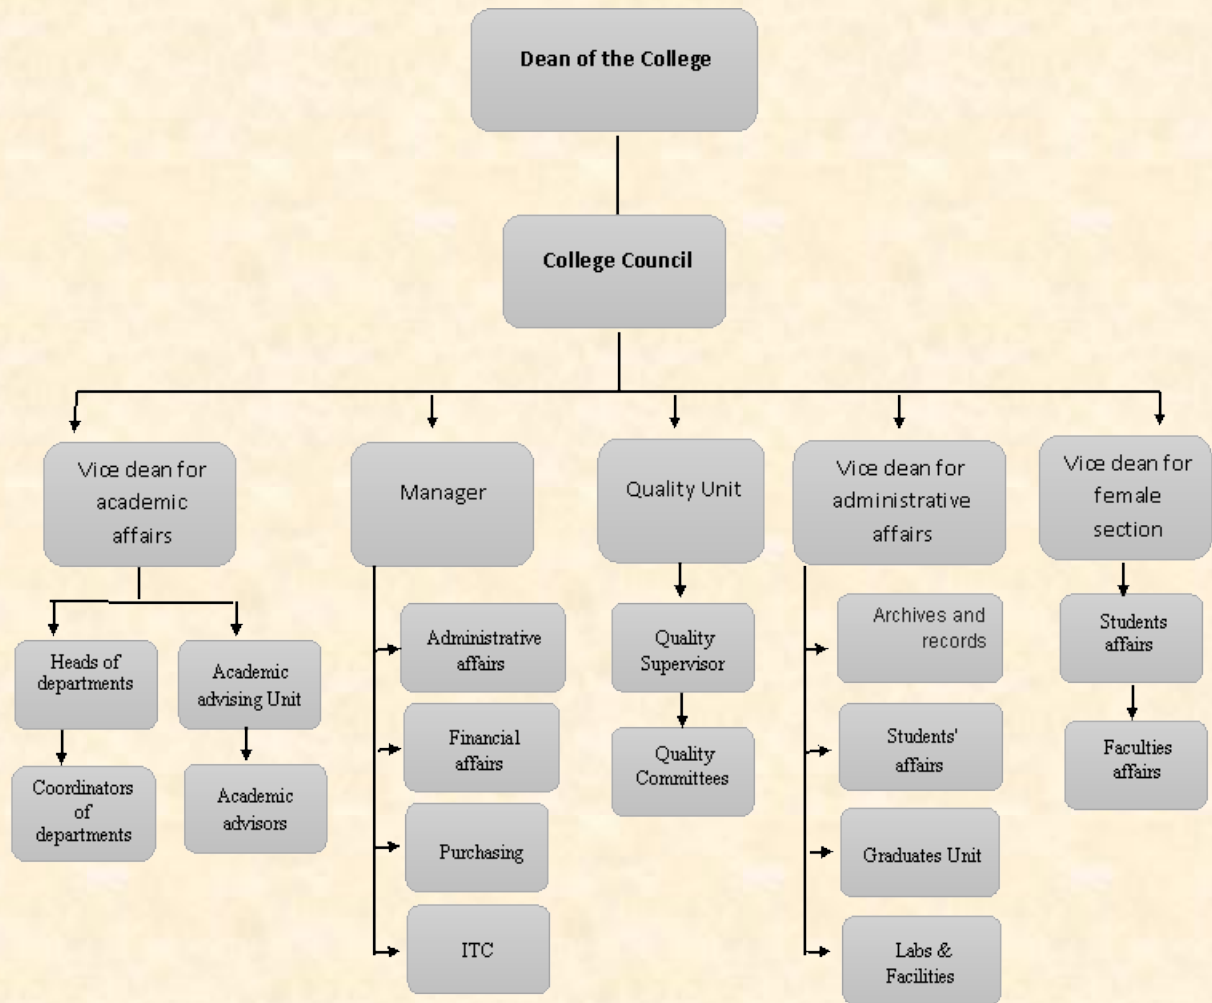 Dean of the College
College Council
Vice dean for
academic
affairs
Manager
Quality Unit
Vice dean for
administrative
affairs
Vice dean for
female
section
Heads of
departments
Academic
advising Unit
Coordinators
of
departments
Academic
advisors
Administrative
affairs
Financial
affairs
Purchasing
ITC
Quality
Supervisor
Quality
Committees
Archives and
records
Students'
affairs
Graduates Unit
Labs &
Facilities
Students
affairs
Faculties
affairs